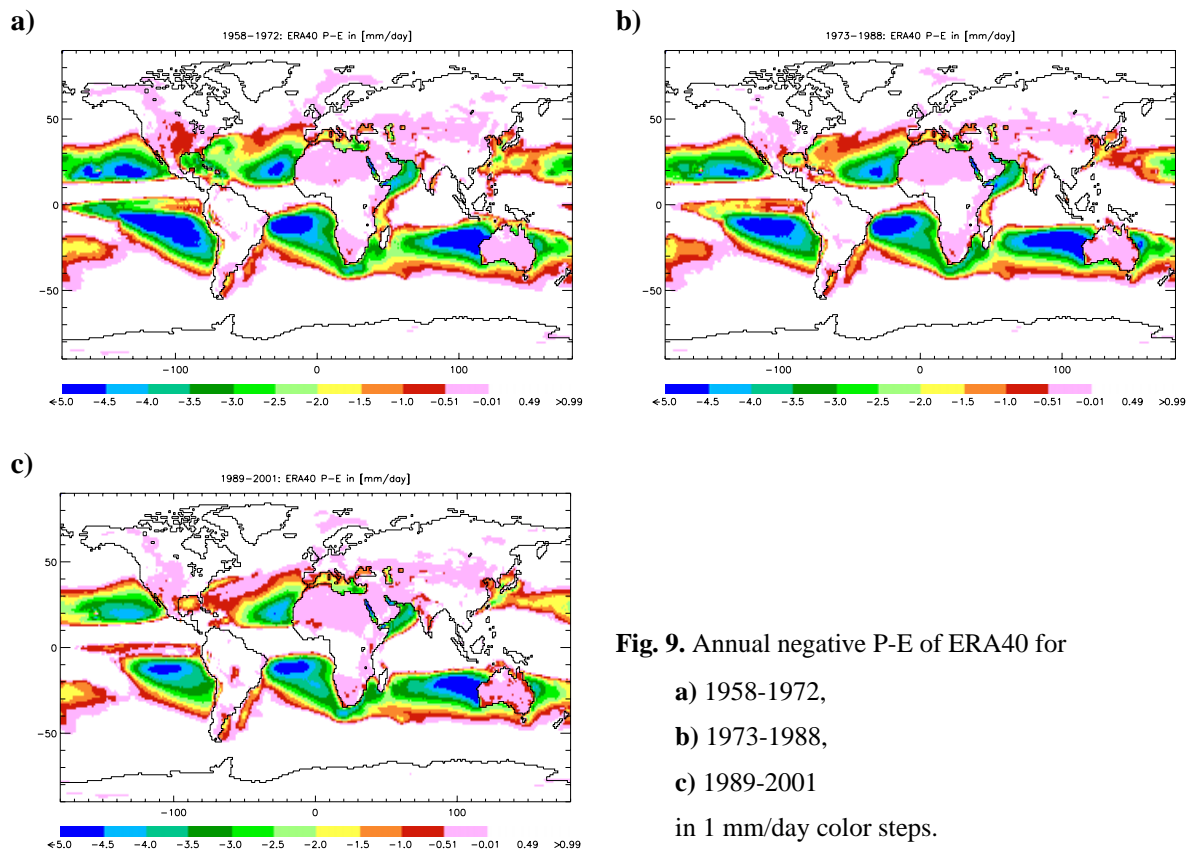 a)
1958-1972: ERA40 P-E in [mm/day]
50
0
-50
-100 0 100
<-5.0 -4.5 -4.0 -3.5 -3.0 -2.5 -2.0 -1.5 -1.0 -0.51 -0.01 0.49 >0.99
b)
1973-1988: ERA40 P-E in [mm/day]
50
0
-50
-100 0 100
<-5.0 -4.5 -4.0 -3.5 -3.0 -2.5 -2.0 -1.5 -1.0 -0.51 -0.01 0.49 >0.99
c)
1989-2001: ERA40 P-E in [mm/day]
50
0
-50
-100 0 100
<-5.0 -4.5 -4.0 -3.5 -3.0 -2.5 -2.0 -1.5 -1.0 -0.51 -0.01 0.49 >0.99
Fig. 9. Annual negative P-E of ERA40 for
a) 1958-1972,
b) 1973-1988,
c) 1989-2001
in 1 mm/day color steps.